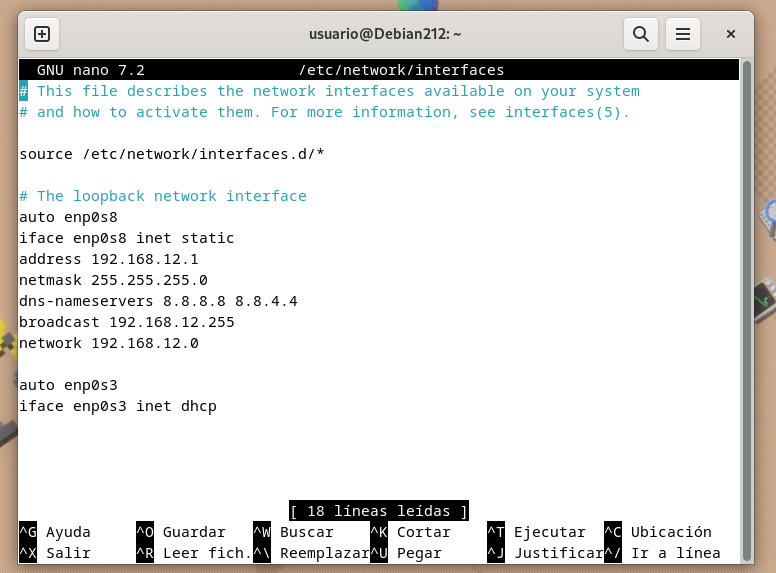 usuario@Debian212: ~
GNU nano 7.2 /etc/network/interfaces
# This file describes the network interfaces available on your system
# and how to activate them. For more information, see interfaces(5).
source /etc/network/interfaces.d/*
# The loopback network interface
auto enp0s8
iface enp0s8 inet static
address 192.168.12.1
netmask 255.255.255.0
dns-nameservers 8.8.8.8 8.8.4.4
broadcast 192.168.12.255
network 192.168.12.0
auto enp0s3
iface enp0s3 inet dhcp
[ 18 líneas leídas ]
^G Ayuda ^O Guardar ^W Buscar ^K Cortar ^T Ejecutar ^C Ubicación
^X Salir ^R Leer fich. ^\ Reemplazar ^U Pegar ^J Justificar ^/ Ir a línea